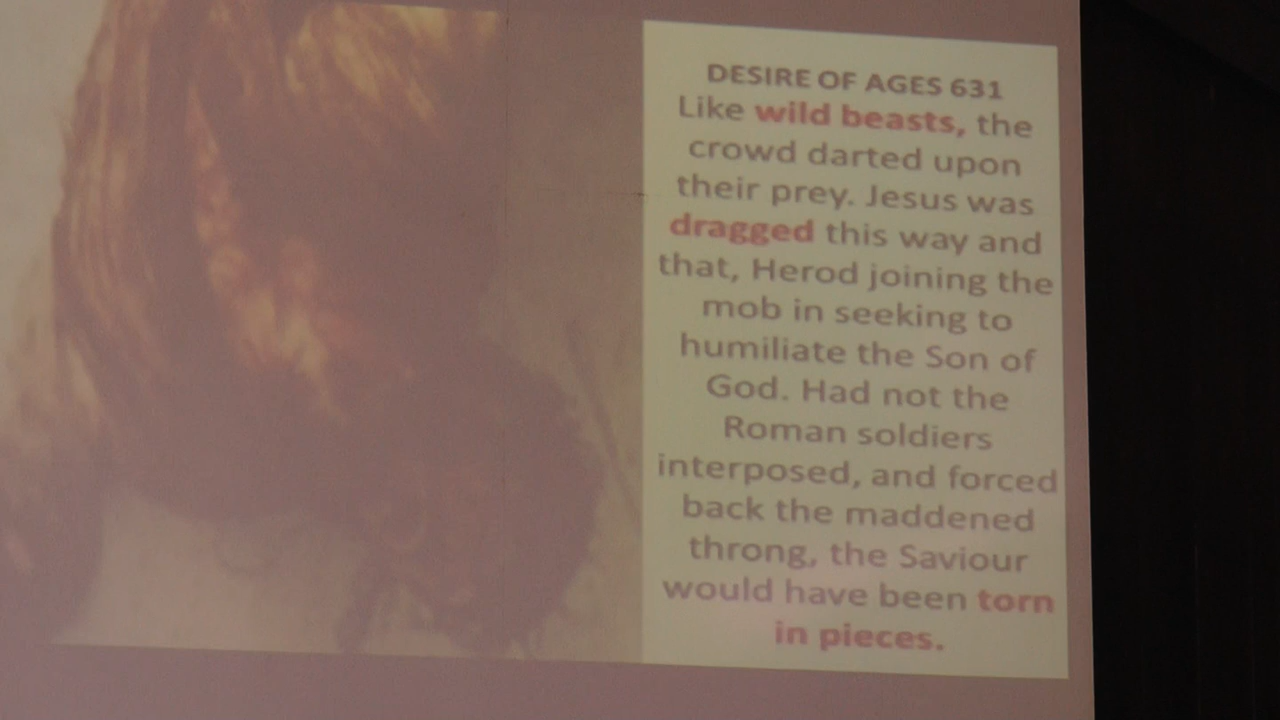 DESIRE OF AGES 631
Like wild beasts, the
crowd darted upon
their prey. Jesus was
dragged this way and
that, Herod joining the
mob in seeking to
humiliate the Son of
God. Had not the
Roman soldiers
interposed, and forced
back the maddened
throng, the Saviour
would have been torn
in pieces.